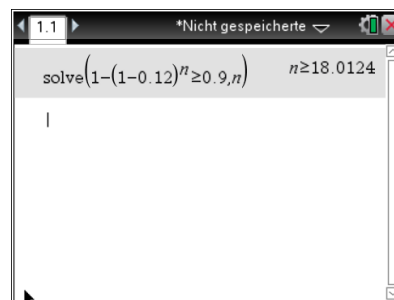 1.1 *Nicht gespeicherte
solve(1-(1-0.12)ⁿ≥0.9,n) n≥18.0124